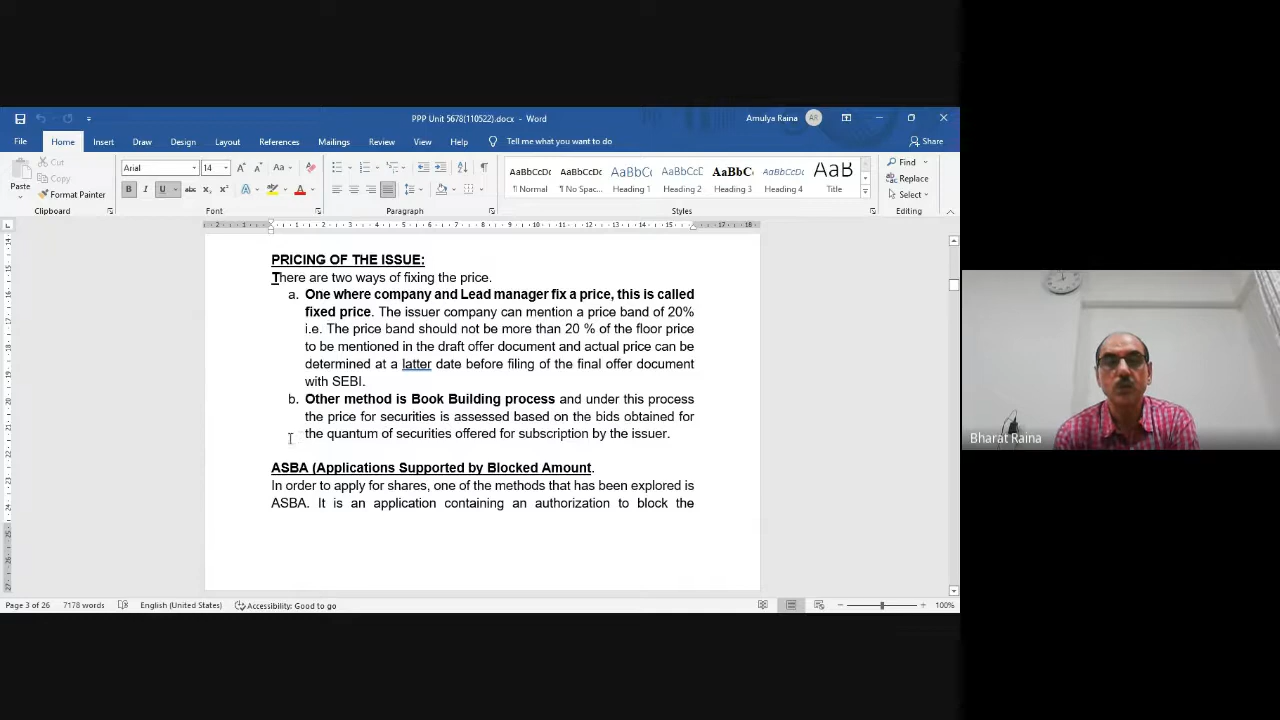 PPP Unit 5678(110522).docx - Word
Amulya Raina AR
File Home Insert Draw Design Layout References Mailings Review View Help Tell me what you want to do Share
Paste
Cut
Copy
Format Painter
Clipboard
Arial 14
Font
Paragraph
AaBbCcDc AaBbCcDc AaBbC AaBbCcD AaBbC AaBbCcDa AaB
¶ Normal ¶ No Spac... Heading 1 Heading 2 Heading 3 Heading 4 Title
Styles
Find
Replace
Select
Editing
PRICING OF THE ISSUE:
There are two ways of fixing the price.
a. One where company and Lead manager fix a price, this is called
fixed price. The issuer company can mention a price band of 20%
i.e. The price band should not be more than 20 % of the floor price
to be mentioned in the draft offer document and actual price can be
determined at a latter date before filing of the final offer document
with SEBI.
b. Other method is Book Building process and under this process
the price for securities is assessed based on the bids obtained for
the quantum of securities offered for subscription by the issuer.
ASBA (Applications Supported by Blocked Amount.
In order to apply for shares, one of the methods that has been explored is
ASBA. It is an application containing an authorization to block the
Page 3 of 26 7178 words English (United States) Accessibility: Good to go 100%
Bharat Raina